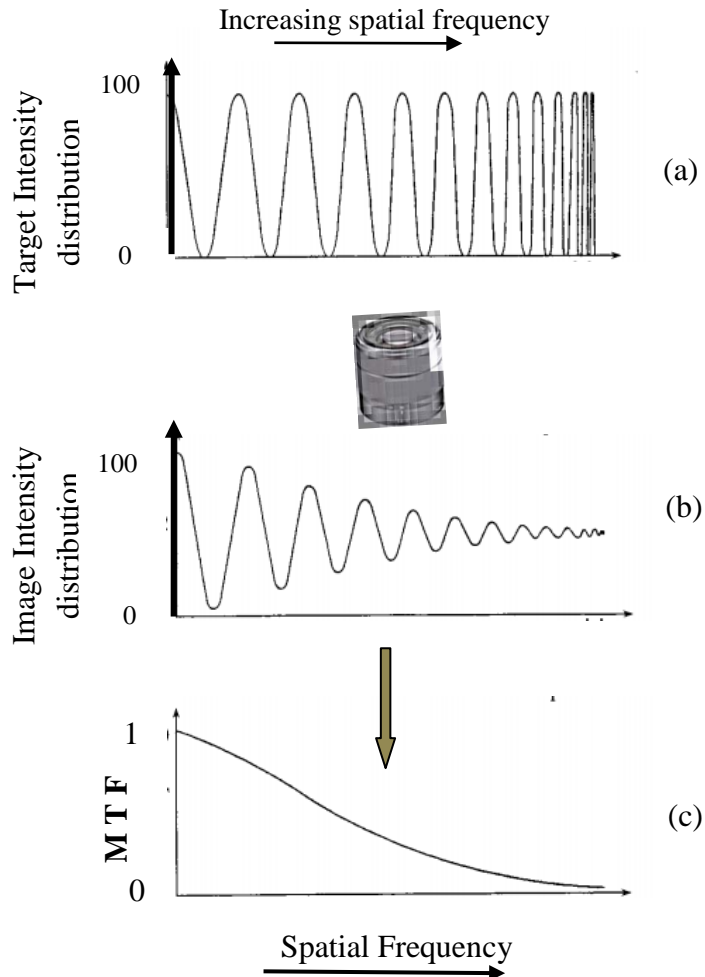 Increasing spatial frequency
Target Intensity
distribution
100
0
(a)
Image Intensity
distribution
100
0
(b)
M T F
1
0
(c)
Spatial Frequency